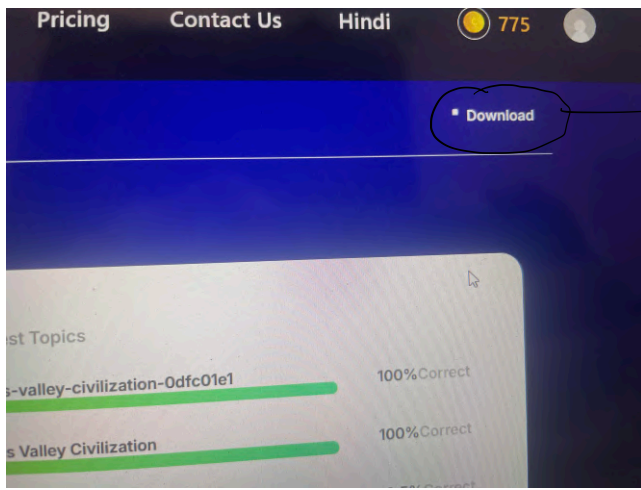 Pricing Contact Us Hindi 775
Download
est Topics
s-valley-civilization-0dfc01e1 100%Correct
s Valley Civilization 100%Correct